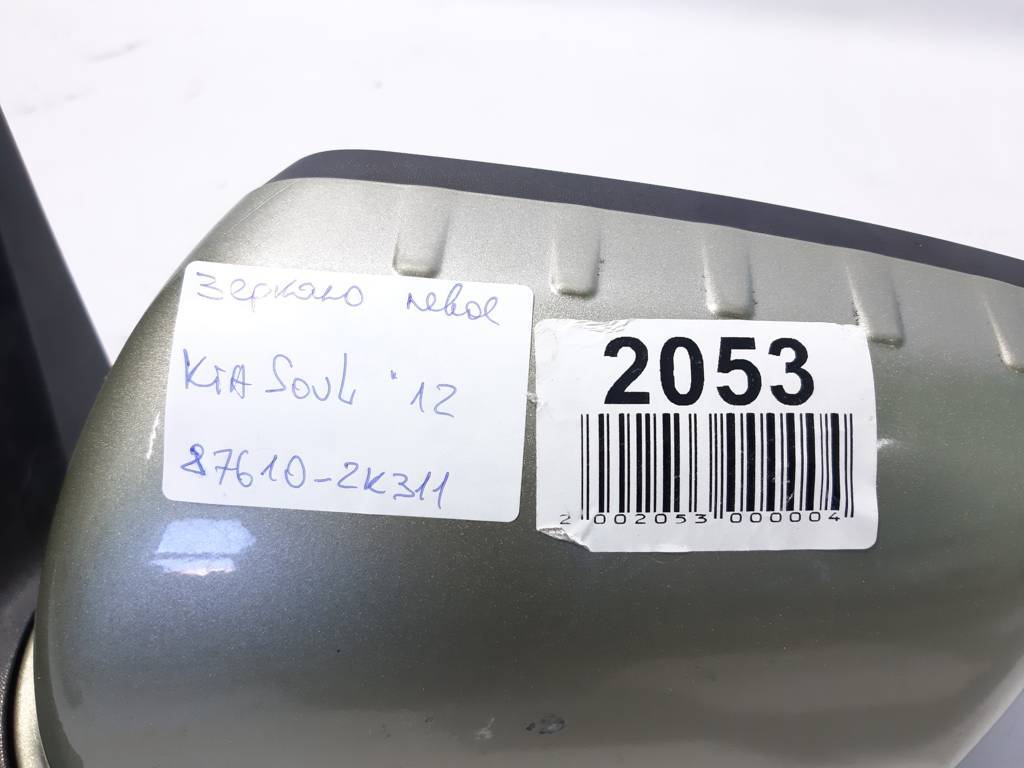 Зеркало левое
KIA Soul '12
87610-2K311
2053
2 002053 000004